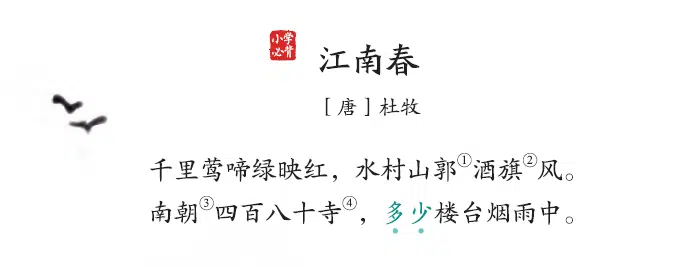 小学
必背
江南春
[唐]杜牧
千里莺啼绿映红，水村山郭①酒旗②风。
南朝③四百八十寺④，多少楼台烟雨中。